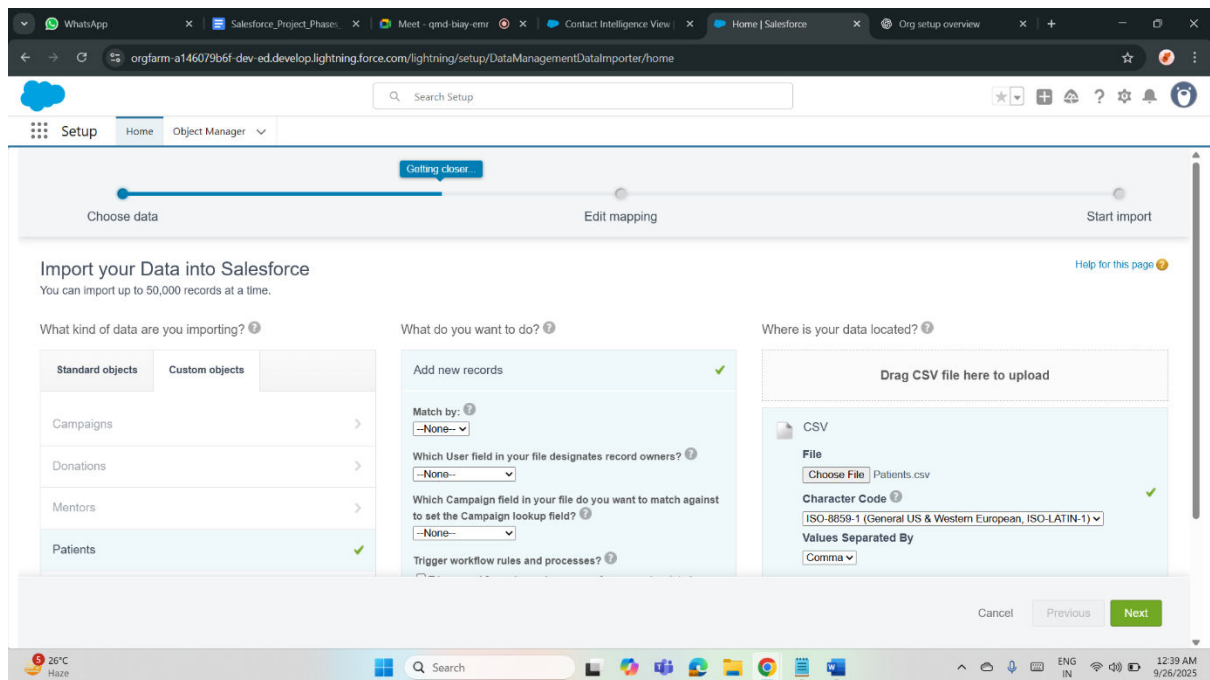 WhatsApp
Salesforce_Project_Phases_
Meet - qmd-biay-emr
Contact Intelligence View |
Home | Salesforce
Org setup overview
orgfarm-a146079b6f-dev-ed.develop.lightning.force.com/lightning/setup/DataManagementDataImporter/home
Search Setup
Setup
Home
Object Manager
Getting closer...
Choose data
Edit mapping
Start import
Import your Data into Salesforce
Help for this page
You can import up to 50,000 records at a time.
What kind of data are you importing?
Standard objects
Custom objects
Campaigns
Donations
Mentors
Patients
What do you want to do?
Add new records
Match by:
--None--
Which User field in your file designates record owners?
--None--
Which Campaign field in your file do you want to match against
to set the Campaign lookup field?
--None--
Trigger workflow rules and processes?
Where is your data located?
Drag CSV file here to upload
CSV
File
Choose File Patients.csv
Character Code
ISO-8859-1 (General US & Western European, ISO-LATIN-1)
Values Separated By
Comma
Cancel
Previous
Next
5
26°C
Haze
Search
ENG
IN
12:39 AM
9/26/2025